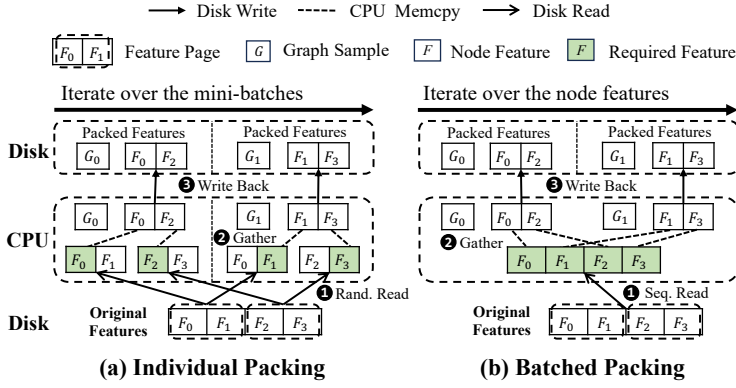 Disk Write CPU Memcpy Disk Read
F0 F1 Feature Page G Graph Sample F Node Feature F Required Feature
Iterate over the mini-batches
Packed Features Packed Features
Disk
G0 F0 F2 G1 F1 F3
❸ Write Back
CPU
G0 F0 F2 G1 F1 F3
❷ Gather
F0 F1 F2 F3 F0 F1 F2 F3
❶ Rand. Read
Disk
Original
Features
F0 F1 F2 F3
(a) Individual Packing
Iterate over the node features
Packed Features Packed Features
G0 F0 F2 G1 F1 F3
❸ Write Back
G0 F0 F2 G1 F1 F3
❷ Gather
F0 F1 F2 F3
❶ Seq. Read
Original
Features
F0 F1 F2 F3
(b) Batched Packing